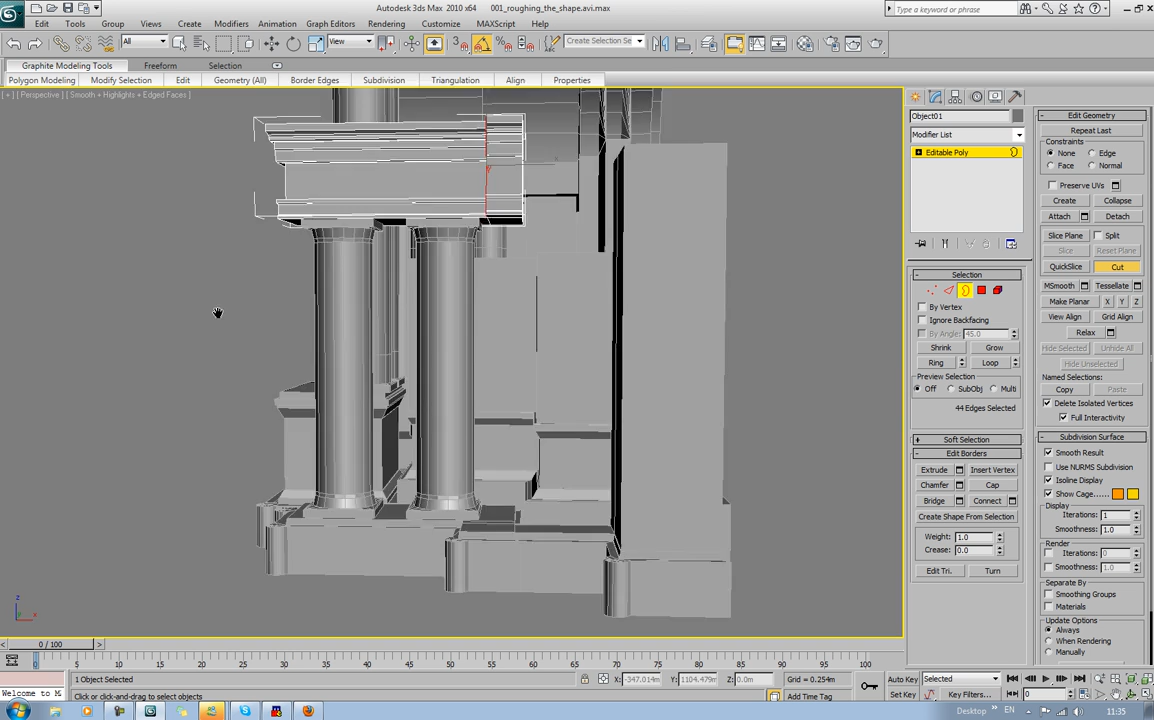 Autodesk 3ds Max 2010 x64 001_roughing_the_shape.avi.max
Enter a keyword or phrase
Edit Tools Group Views Create Modifiers Animation Graph Editors Rendering Customize MAXScript Help
All View Create Selection Se
Graphite Modeling Tools Freeform Selection
Polygon Modeling Modify Selection Edit Geometry (All) Border Edges Subdivision Triangulation Align Properties
[ + ] [ Perspective ] [ Smooth + Highlights + Edged Faces ]
Object01
Modifier List
Editable Poly
Selection
By Vertex
Ignore Backfacing
By Angle: 45.0
Shrink Grow
Ring Loop
Preview Selection
Off SubObj Multi
44 Edges Selected
Soft Selection
Edit Borders
Extrude Insert Vertex
Chamfer Cap
Bridge Connect
Create Shape From Selection
Weight: 1.0
Crease: 0.0
Edit Tri. Turn
Edit Geometry
Repeat Last
Constraints
None Edge
Face Normal
Preserve UVs
Create Collapse
Attach Detach
Slice Plane Split
Slice Reset Plane
QuickSlice Cut
MSmooth Tessellate
Make Planar X Y Z
View Align Grid Align
Relax
Hide Selected Unhide All
Hide Unselected
Named Selections:
Copy Paste
Delete Isolated Vertices
Full Interactivity
Subdivision Surface
Smooth Result
Use NURMS Subdivision
Isoline Display
Show Cage......
Display
Iterations: 1
Smoothness: 1.0
Render
Iterations: 0
Smoothness: 1.0
Separate By
Smoothing Groups
Materials
Update Options
Always
When Rendering
Manually
z
x
0 / 100
0 5 10 15 20 25 30 35 40 45 50 55 60 65 70 75 80 85 90 95 100
1 Object Selected X: -347.014m Y: 1104.479m Z: 0.0m Grid = 0.254m Auto Key Selected
Welcome to M Click or click-and-drag to select objects Add Time Tag Set Key Key Filters... 0
Desktop EN 11:35